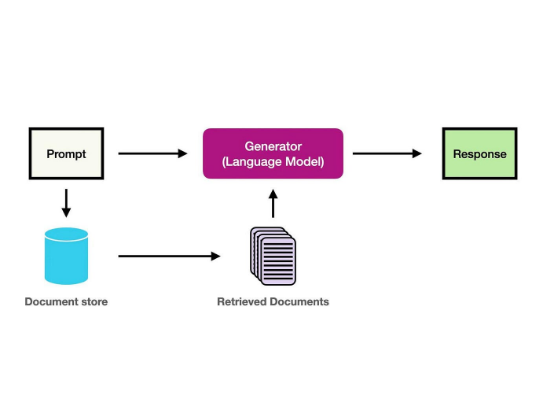 Prompt
Generator
(Language Model)
Response
Document store
Retrieved Documents